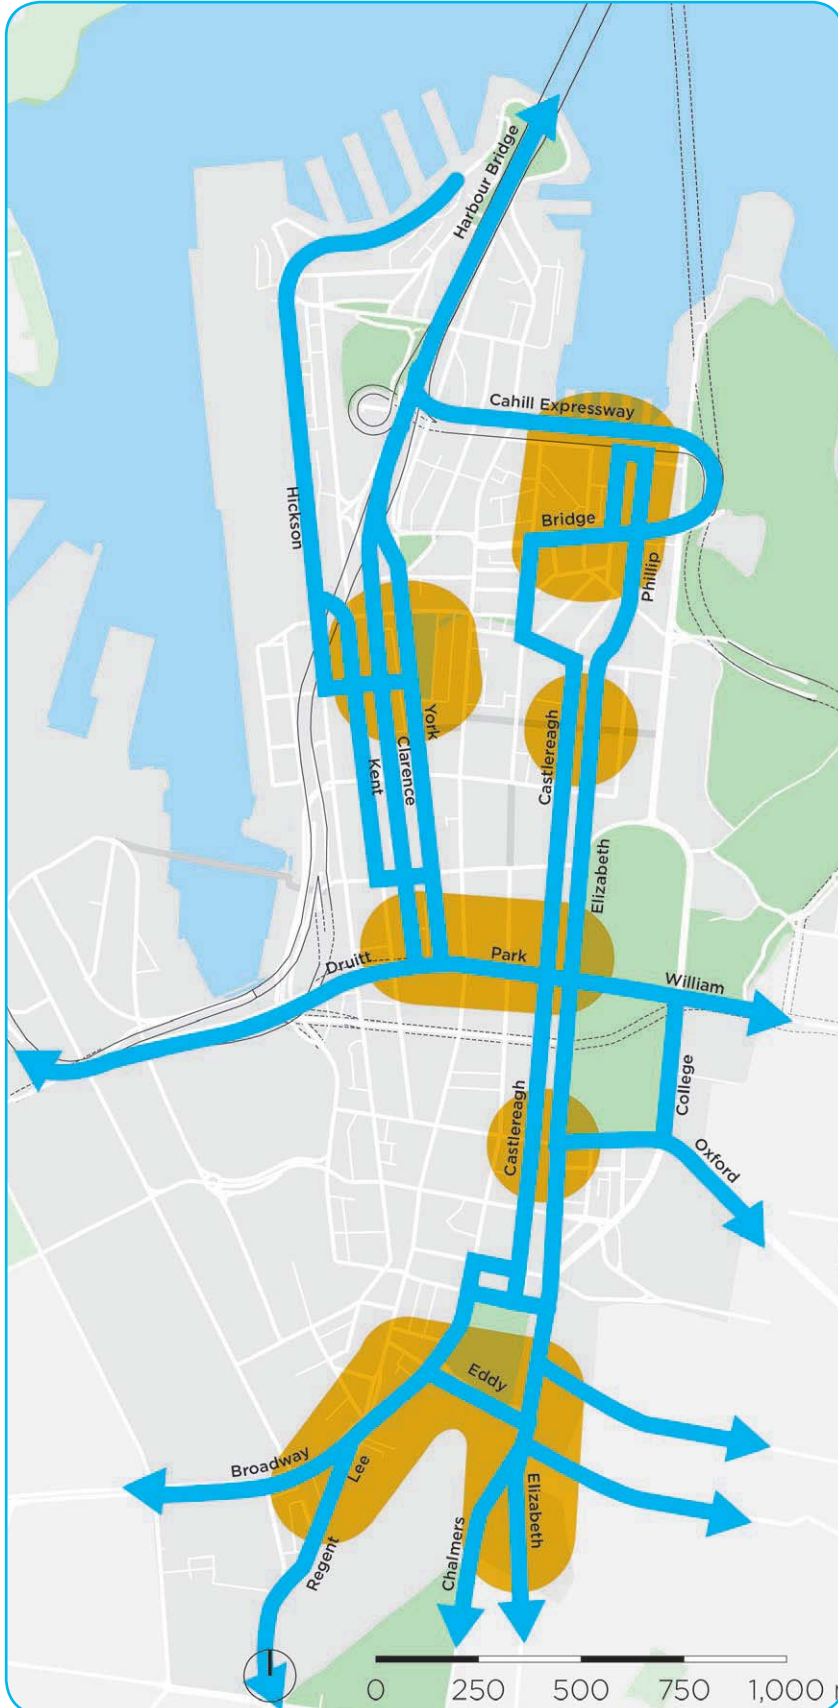 Harbour Bridge
Cahill Expressway
Hickson
Bridge
Phillip
York
Castlereagh
Clarence
Kent
Elizabeth
Druitt
Park
William
College
Castlereagh
Oxford
Eddy
Broadway
Lee
Elizabeth
Chalmers
Regent
0 250 500 750 1,000